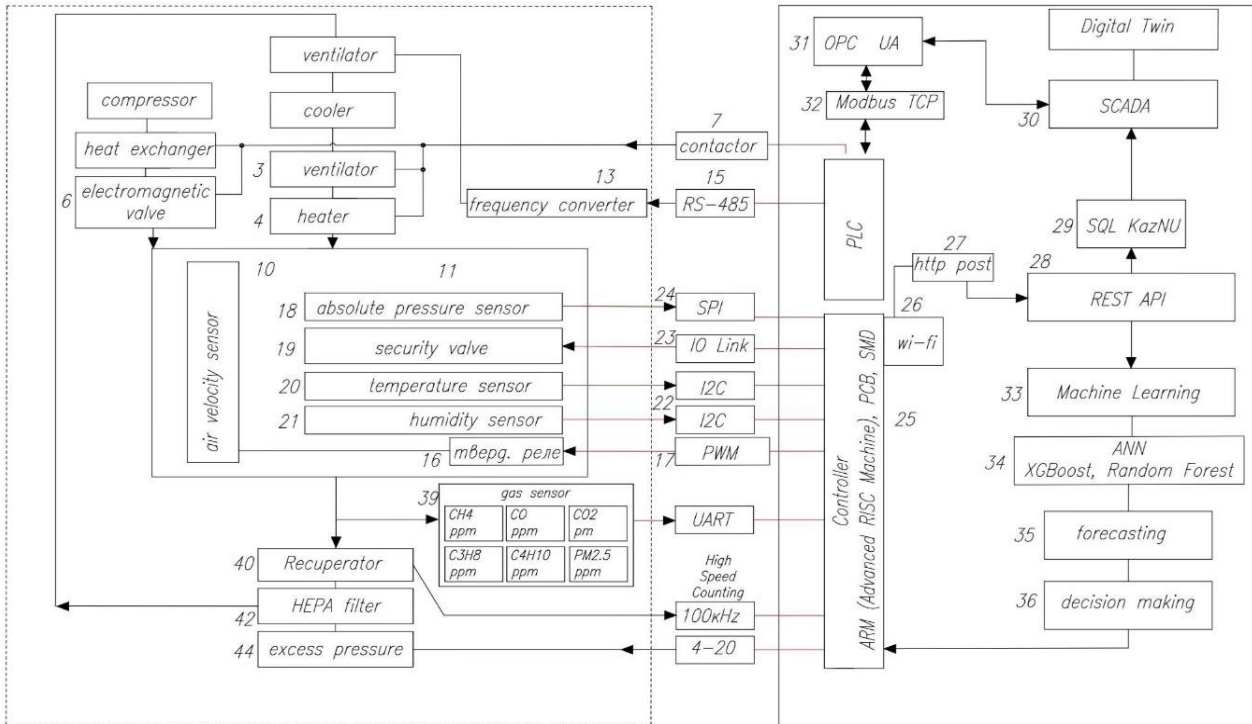 ventilator
compressor
cooler
heat exchanger
3
ventilator
6
electromagnetic
valve
4
heater
7
contactor
13
frequency converter
15
RS-485
31
OPC UA
32
Modbus TCP
Digital Twin
30
SCADA
PLC
29
SQL KazNU
27
http post
28
REST API
26
wi-fi
10
11
air velocity sensor
18
absolute pressure sensor
24
SPI
19
security valve
23
IO Link
20
temperature sensor
I2C
21
humidity sensor
22
I2C
16
тверд. реле
17
PWM
Controller
ARM (Advanced RISC Machine), PCB, SMD
25
33
Machine Learning
34
ANN
XGBoost, Random Forest
35
forecasting
36
decision making
39
gas sensor
CH4
ppm
CO
ppm
CO2
pm
C3H8
ppm
C4H10
ppm
PM2.5
ppm
UART
40
Recuperator
High
Speed
Counting
100кHz
42
HEPA filter
44
excess pressure
4-20